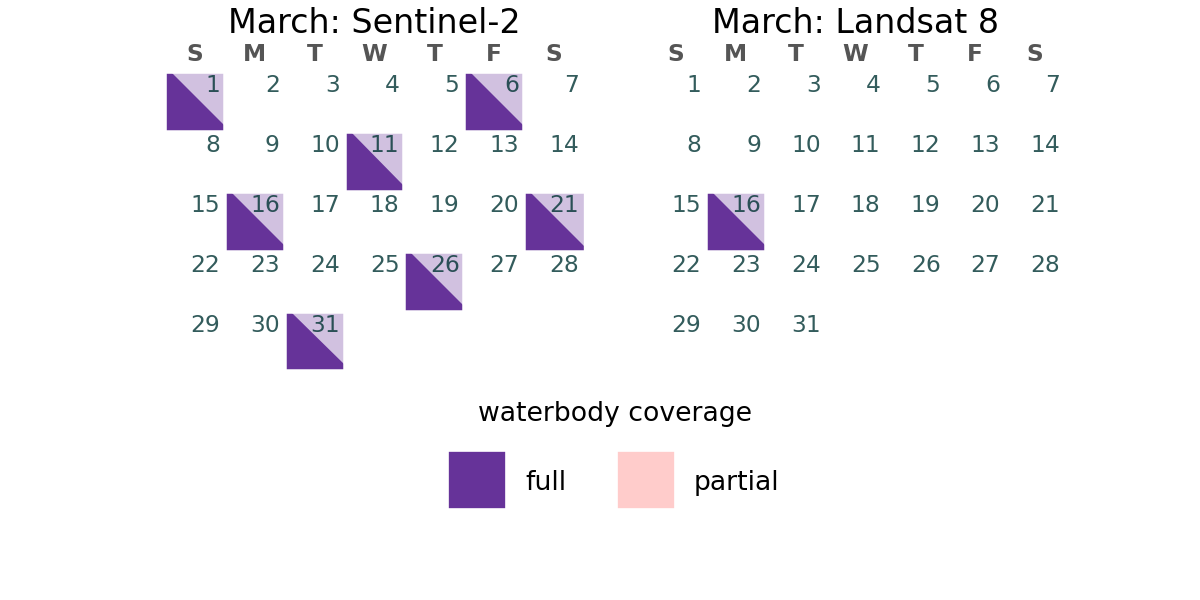 March: Sentinel-2
S M T W T F S
1 2 3 4 5 6 7
8 9 10 11 12 13 14
15 16 17 18 19 20 21
22 23 24 25 26 27 28
29 30 31
March: Landsat 8
S M T W T F S
1 2 3 4 5 6 7
8 9 10 11 12 13 14
15 16 17 18 19 20 21
22 23 24 25 26 27 28
29 30 31
waterbody coverage
full partial